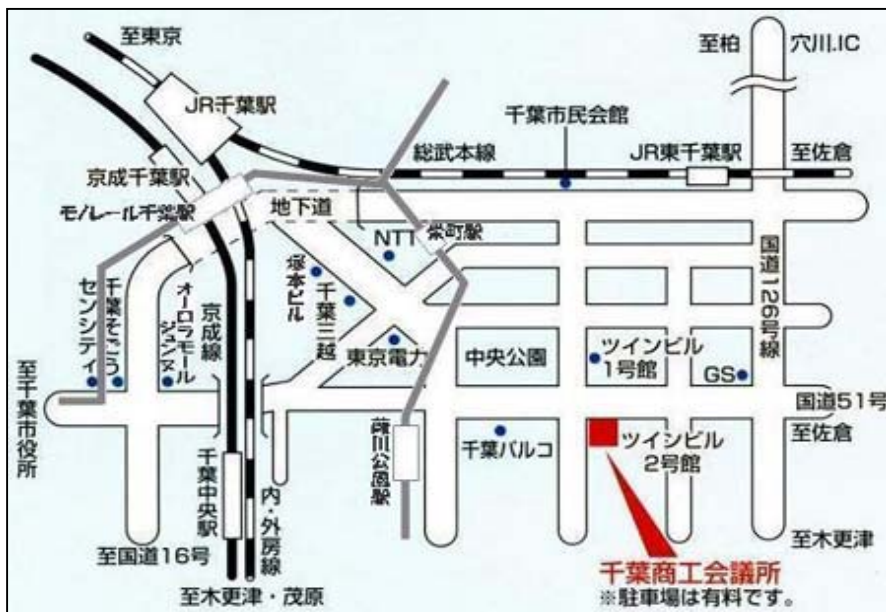 至東京
至柏
穴川.IC
JR千葉駅
千葉市民会館
総武本線
JR東千葉駅
至佐倉
京成千葉駅
モノレール千葉駅
地下道
NTT
栄町駅
国道126号線
塚本ビル
千葉三越
東京電力
中央公園
ツインビル
1号館
GS
センシティ
千葉そごう
オーロラモール
ジュンヌ
京成線
国道51号
至佐倉
至千葉市役所
千葉パルコ
ツインビル
2号館
葭川公園駅
千葉中央駅
内・外房線
至国道16号
至木更津
千葉商工会議所
※駐車場は有料です。
至木更津・茂原